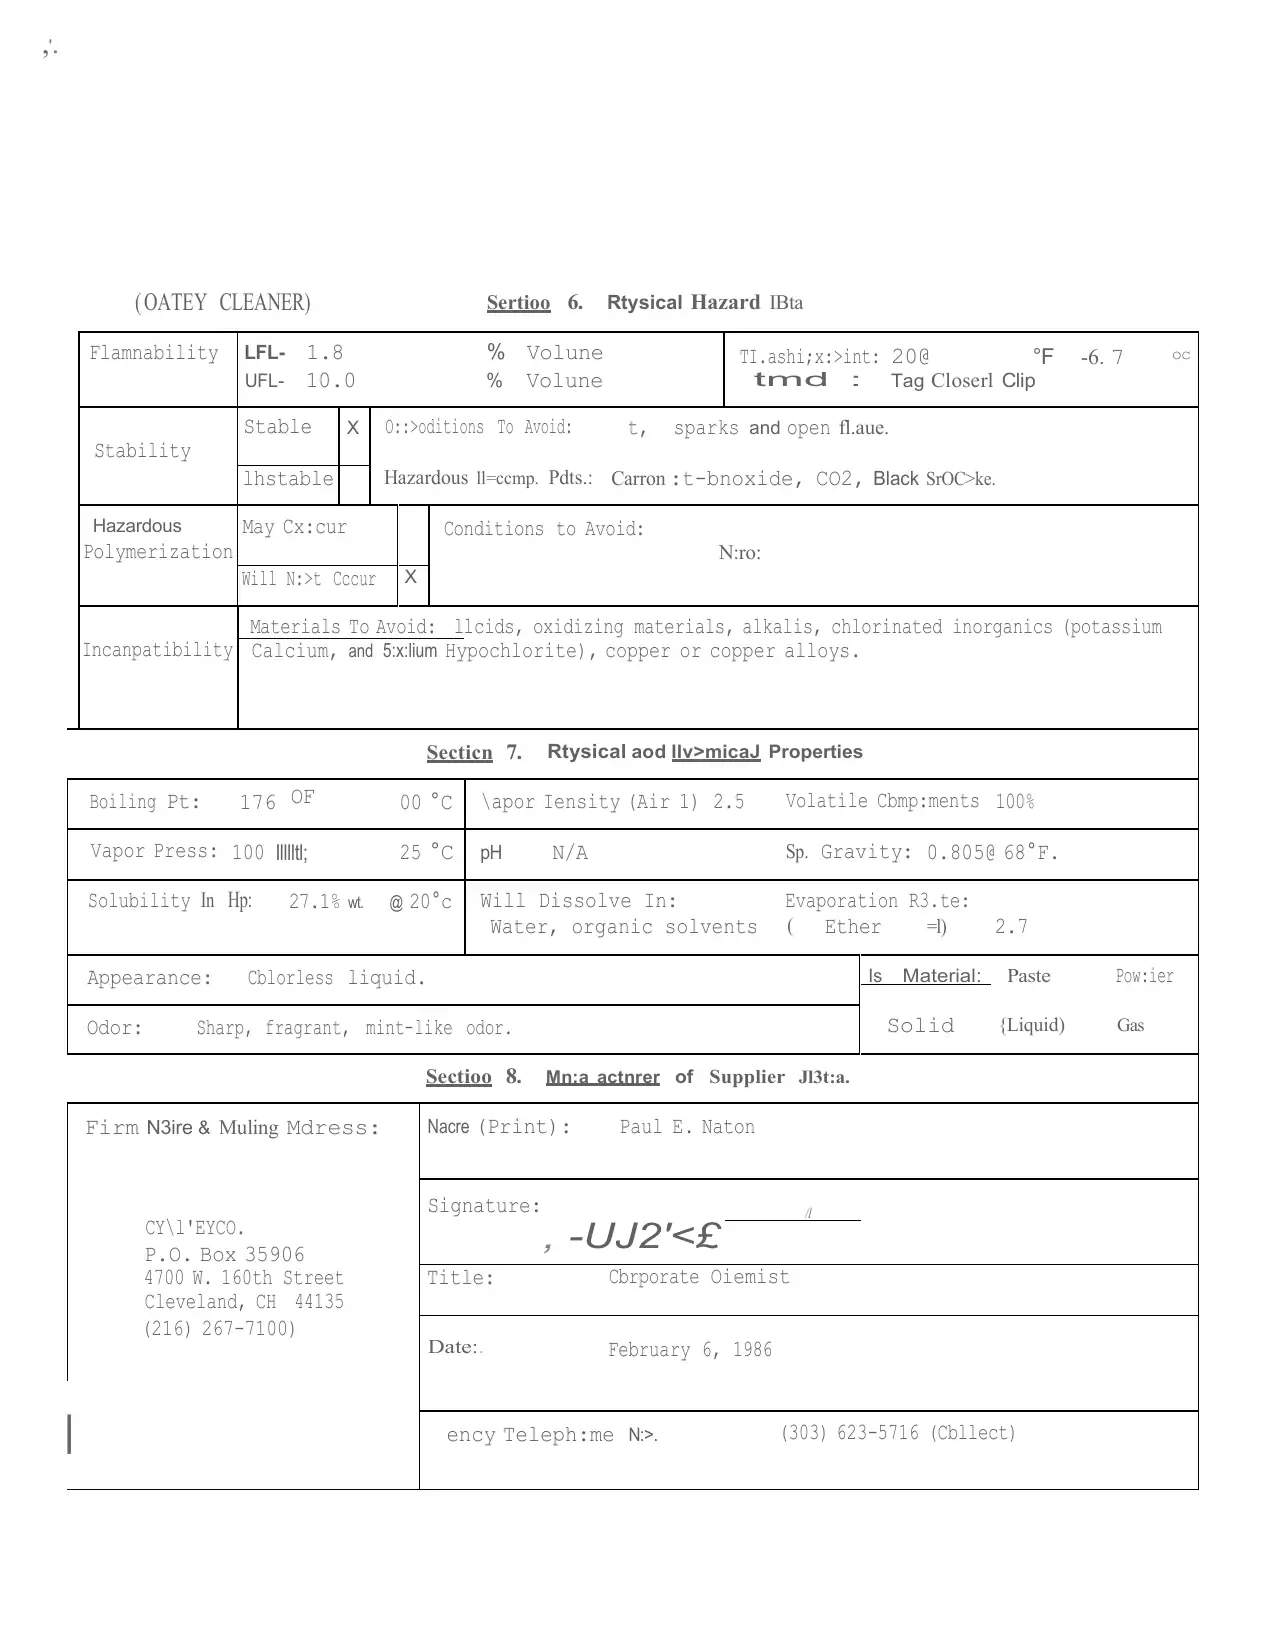 ,'.
(OATEY CLEANER) Sertioo 6. Rtysical Hazard IBta
Flamnability LFL- 1.8 % Volune TI.ashi;x:>int: 20@ °F -6. 7 oc
UFL- 10.0 % Volune tmd : Tag Closerl Clip
Stability Stable X 0::>oditions To Avoid: t, sparks and open fl.aue.
lhstable Hazardous ll=ccmp. Pdts.: Carron :t-bnoxide, CO2, Black SrOC>ke.
Hazardous May Cx:cur Conditions to Avoid:
Polymerization N:ro:
Will N:>t Cccur X
Materials To Avoid: llcids, oxidizing materials, alkalis, chlorinated inorganics (potassium
Incanpatibility Calcium, and 5:x:lium Hypochlorite), copper or copper alloys.
Secticn 7. Rtysical aod llv>micaJ Properties
Boiling Pt: 176 OF 00 °C \apor Iensity (Air 1) 2.5 Volatile Cbmp:ments 100%
Vapor Press: 100 llllltl; 25 °C pH N/A Sp. Gravity: 0.805@ 68°F.
Solubility In Hp: 27.1% wt. @ 20°c Will Dissolve In: Evaporation R3.te:
Water, organic solvents ( Ether =l) 2.7
Appearance: Cblorless liquid. Is Material: Paste Pow:ier
Odor: Sharp, fragrant, mint-like odor. Solid {Liquid) Gas
Sectioo 8. Mn:a actnrer of Supplier Jl3t:a.
Firm N3ire & Muling Mdress: Nacre (Print): Paul E. Naton
Signature: /l
, -UJ2'<£
CY\l'EYCO.
P.O. Box 35906
4700 W. 160th Street Title: Cbrporate Oiemist
Cleveland, CH 44135
(216) 267-7100)
Date:. February 6, 1986
ency Teleph:me N:>. (303) 623-5716 (Cbllect)